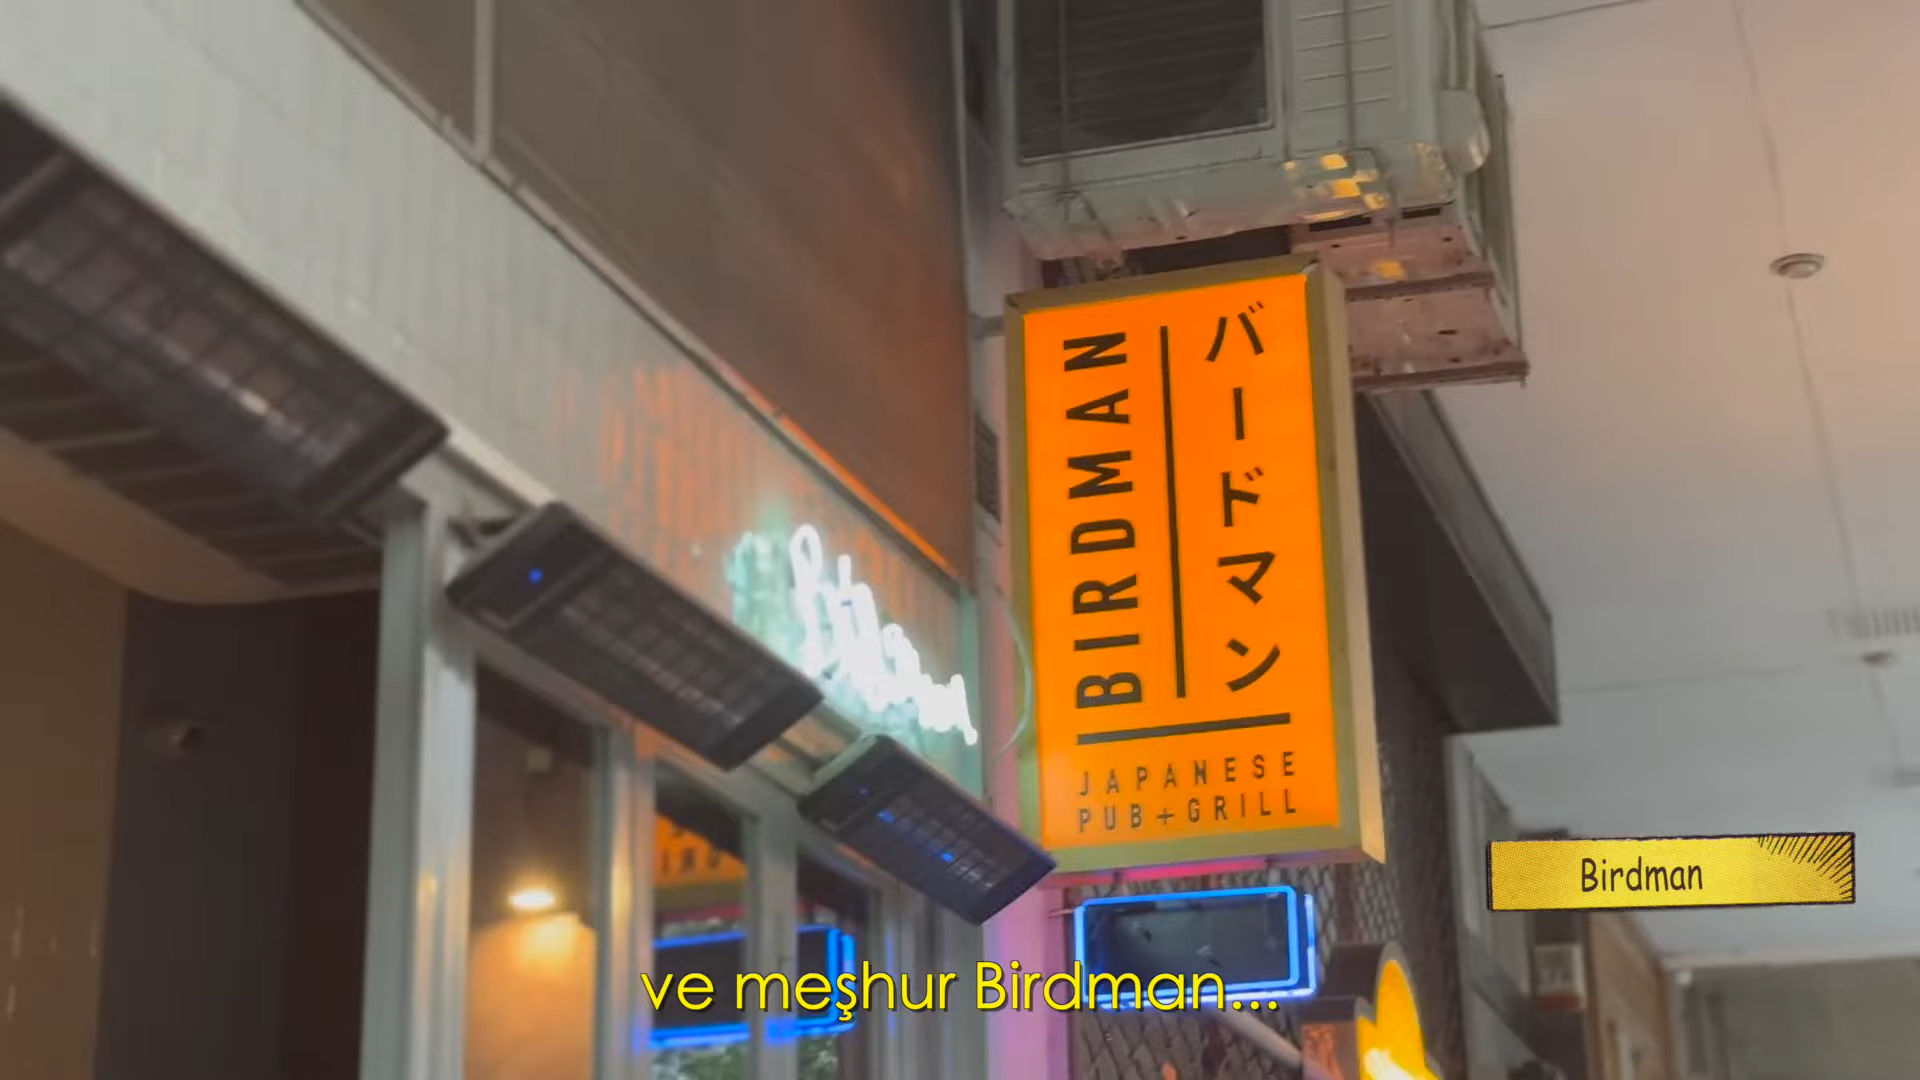 BIRDMAN
バードマン
JAPANESE
PUB+GRILL
Birdman
ve meşhur Birdman...